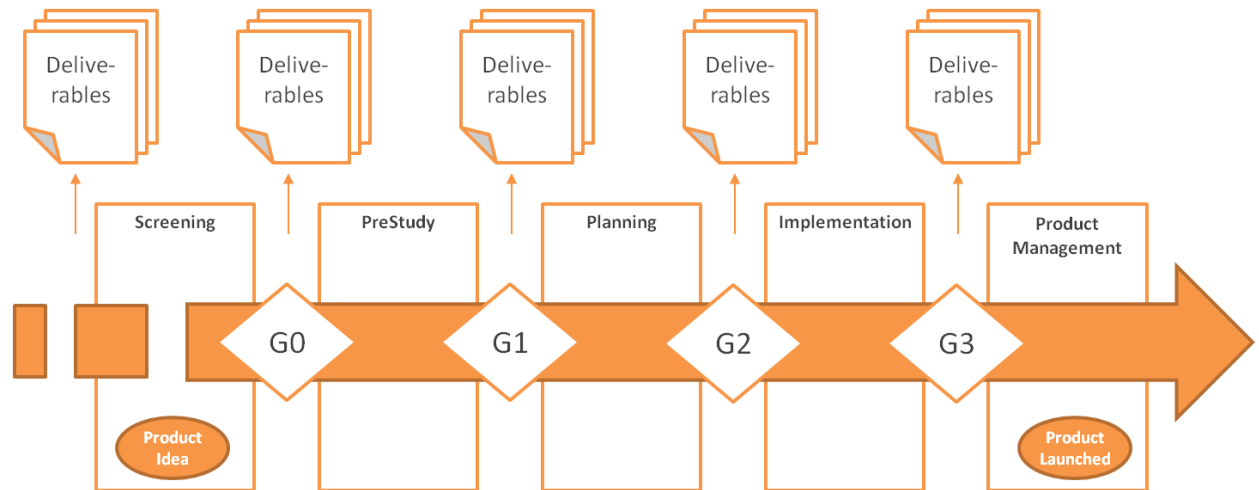 Delive-
rables
Delive-
rables
Delive-
rables
Delive-
rables
Delive-
rables
Screening
PreStudy
Planning
Implementation
Product
Management
G0
G1
G2
G3
Product
Idea
Product
Launched